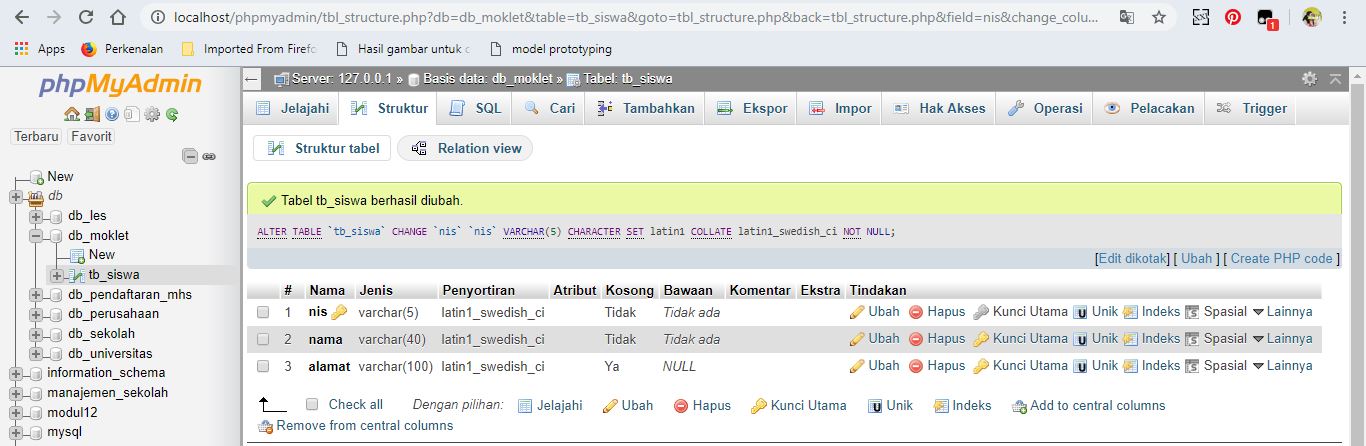 localhost/phpmyadmin/tbl_structure.php?db=db_moklet&table=tb_siswa&goto=tbl_structure.php&back=tbl_structure.php&field=nis&change_colu...
1
Apps Perkenalan Imported From Firefo Hasil gambar untuk c model prototyping
phpMyAdmin
Terbaru Favorit
New
db
db_les
db_moklet
New
tb_siswa
db_pendaftaran_mhs
db_perusahaan
db_sekolah
db_universitas
information_schema
manajemen_sekolah
modul12
mysql
Server: 127.0.0.1 » Basis data: db_moklet » Tabel: tb_siswa
Jelajahi Struktur SQL Cari Tambahkan Ekspor Impor Hak Akses Operasi Pelacakan Trigger
Struktur tabel Relation view
Tabel tb_siswa berhasil diubah.
ALTER TABLE `tb_siswa` CHANGE `nis` `nis` VARCHAR(5) CHARACTER SET latin1 COLLATE latin1_swedish_ci NOT NULL;
[Edit dikotak] [ Ubah ] [ Create PHP code ]
# Nama Jenis Penyortiran Atribut Kosong Bawaan Komentar Ekstra Tindakan
1 nis varchar(5) latin1_swedish_ci Tidak Tidak ada Ubah Hapus Kunci Utama Unik Indeks Spasial Lainnya
2 nama varchar(40) latin1_swedish_ci Tidak Tidak ada Ubah Hapus Kunci Utama Unik Indeks Spasial Lainnya
3 alamat varchar(100) latin1_swedish_ci Ya NULL Ubah Hapus Kunci Utama Unik Indeks Spasial Lainnya
Check all Dengan pilihan: Jelajahi Ubah Hapus Kunci Utama Unik Indeks Add to central columns
Remove from central columns